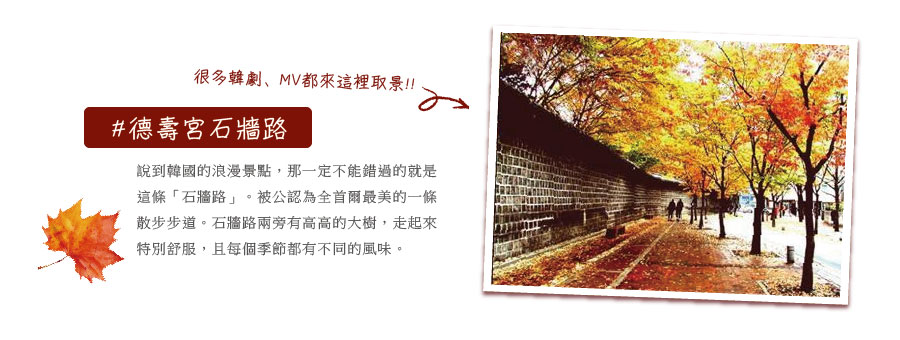 很多韓劇、MV都來這裡取景!!
#德壽宮石牆路
說到韓國的浪漫景點，那一定不能錯過的就是
這條「石牆路」。被公認為全首爾最美的一條
散步步道。石牆路兩旁有高高的大樹，走起來
特別舒服，且每個季節都有不同的風味。